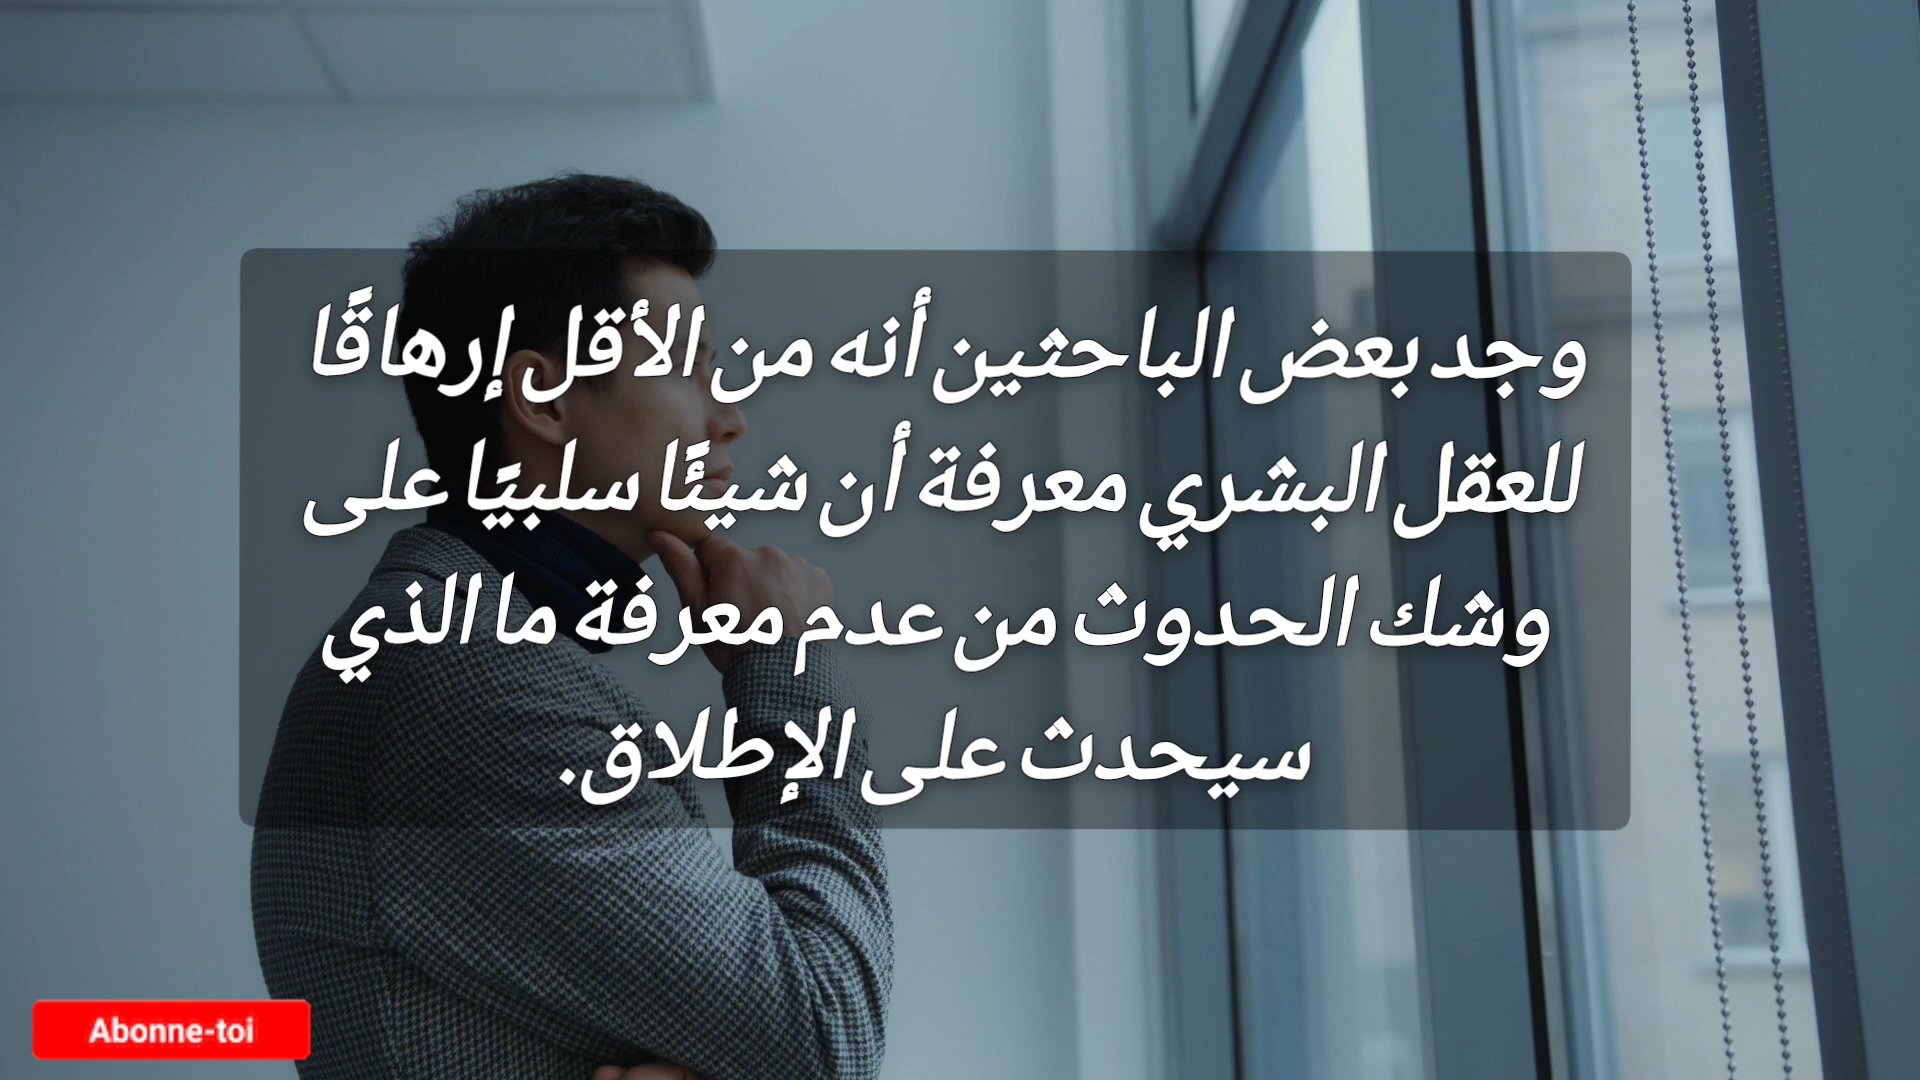 وجد بعض الباحثين أنه من الأقل إرهاقًا
للعقل البشري معرفة أن شيئًا سلبيًا على
وشك الحدوث من عدم معرفة ما الذي
سيحدث على الإطلاق.
Abonne-toi